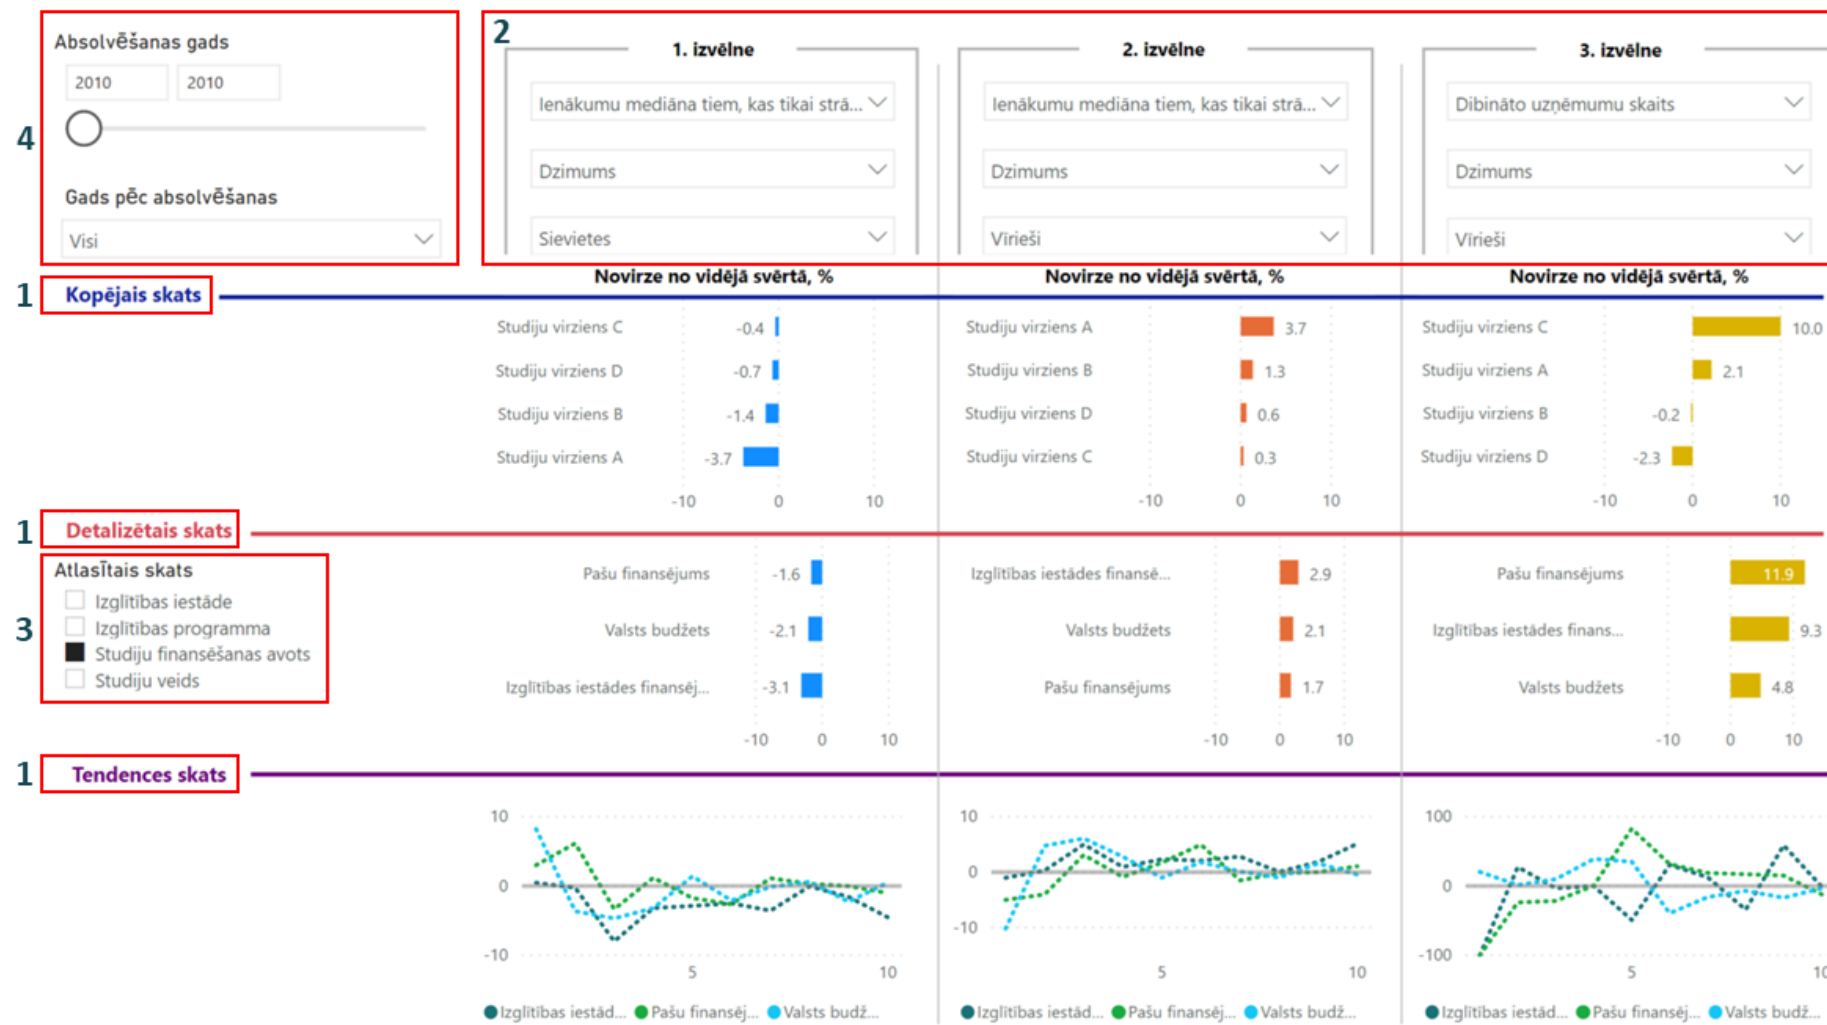 Absolvēšanas gads
2010 2010
4
Gads pēc absolvēšanas
Visi
2
1. izvēlne
Ienākumu mediāna tiem, kas tikai strā...
Dzimums
Sievietes
2. izvēlne
Ienākumu mediāna tiem, kas tikai strā...
Dzimums
Vīrieši
3. izvēlne
Dibināto uzņēmumu skaits
Dzimums
Vīrieši
1 Kopējais skats
Novirze no vidējā svērtā, %
Studiju virziens C -0.4
Studiju virziens D -0.7
Studiju virziens B -1.4
Studiju virziens A -3.7
-10 0 10
Novirze no vidējā svērtā, %
Studiju virziens A 3.7
Studiju virziens B 1.3
Studiju virziens D 0.6
Studiju virziens C 0.3
-10 0 10
Novirze no vidējā svērtā, %
Studiju virziens C 10.0
Studiju virziens A 2.1
Studiju virziens B -0.2
Studiju virziens D -2.3
-10 0 10
1 Detalizētais skats
Atlasītais skats
Izglītības iestāde
Izglītības programma
3
Studiju finansēšanas avots
Studiju veids
Pašu finansējums -1.6
Valsts budžets -2.1
Izglītības iestādes finansēj... -3.1
-10 0 10
Izglītības iestādes finansē... 2.9
Valsts budžets 2.1
Pašu finansējums 1.7
-10 0 10
Pašu finansējums 11.9
Izglītības iestādes finans... 9.3
Valsts budžets 4.8
-10 0 10
1 Tendences skats
10
0
-10
5 10
Izglītības iestād... Pašu finansēj... Valsts budž...
10
0
-10
5 10
Izglītības iestād... Pašu finansēj... Valsts budž...
100
0
-100
5 10
Izglītības iestād... Pašu finansēj... Valsts budž...